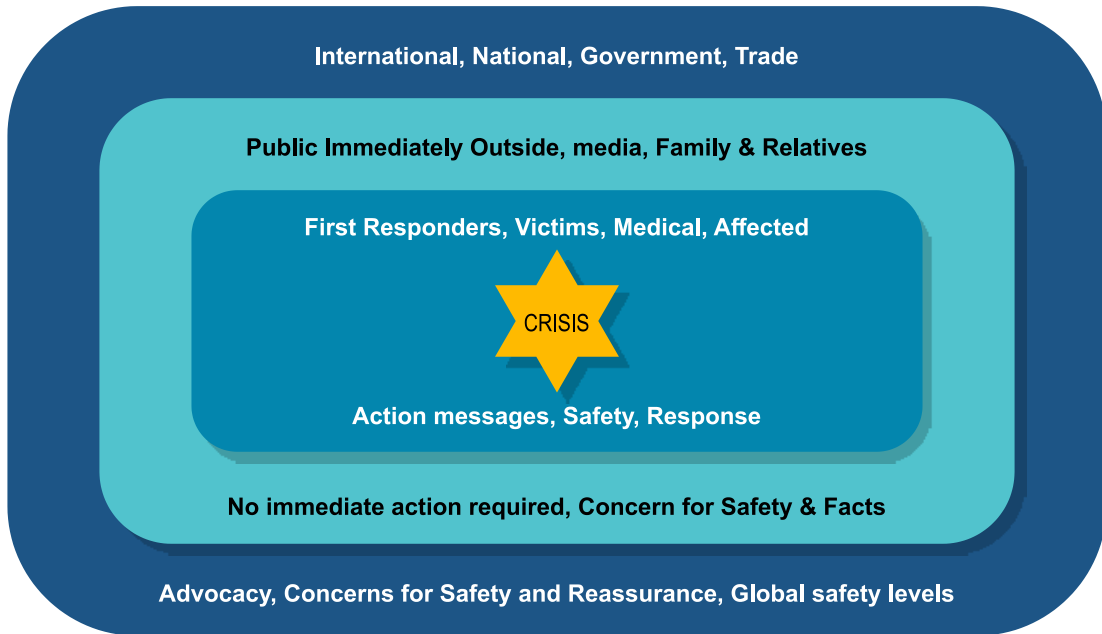 International, National, Government, Trade
Public Immediately Outside, media, Family & Relatives
First Responders, Victims, Medical, Affected
CRISIS
Action messages, Safety, Response
No immediate action required, Concern for Safety & Facts
Advocacy, Concerns for Safety and Reassurance, Global safety levels